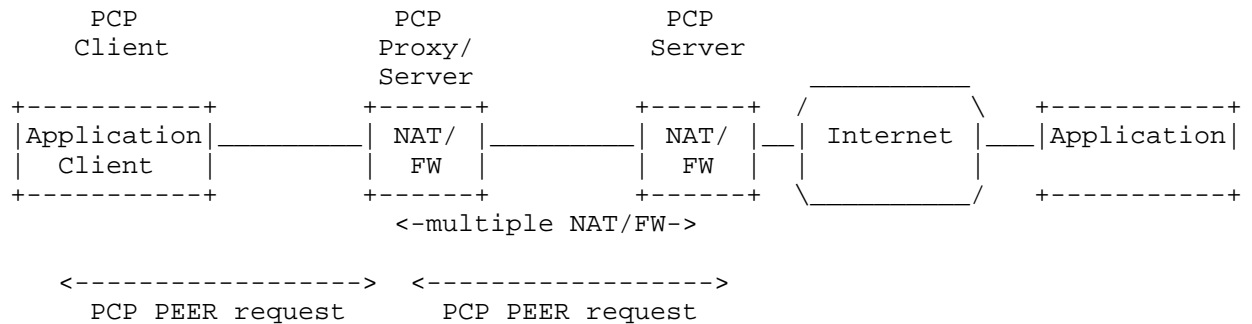 PCP PCP PCP
Client Proxy/ Server
Server
Application NAT/ NAT/ Internet Application
Client FW FW
<-multiple NAT/FW->
PCP PEER request PCP PEER request